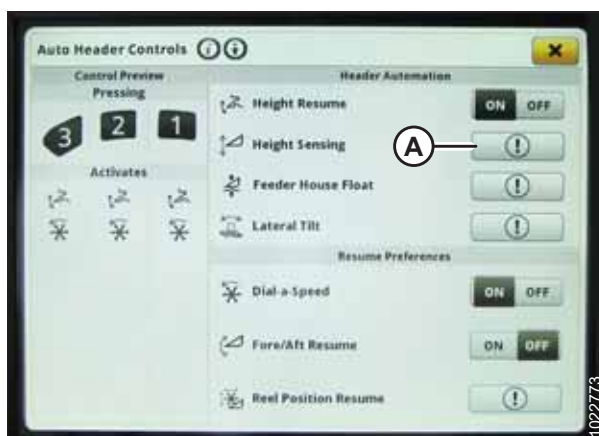 Auto Header Controls
Control Preview
Pressing
3 2 1
Activates
Header Automation
Height Resume ON OFF
Height Sensing
A
Feeder House Float
Lateral Tilt
Resume Preferences
Dial-a-Speed ON OFF
Fore/Aft Resume ON OFF
Reel Position Resume
1022773